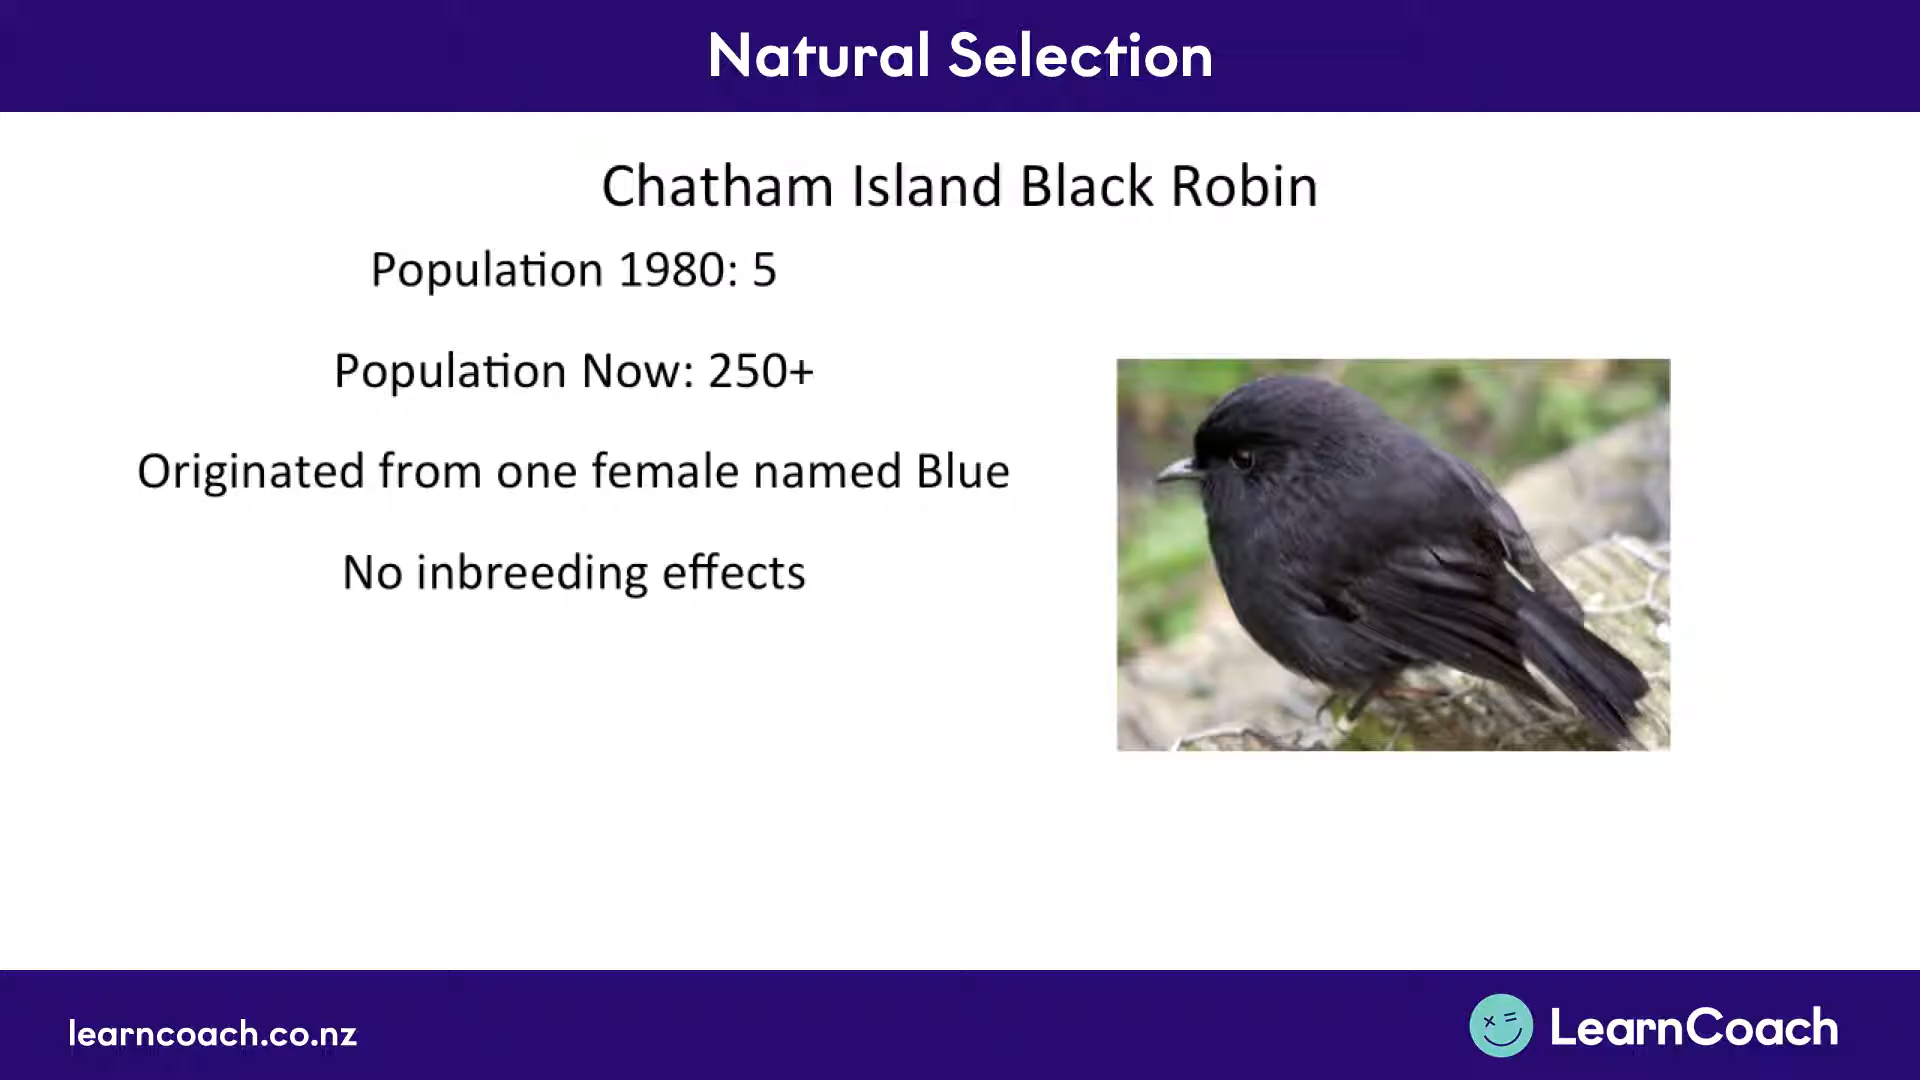 Natural Selection
Chatham Island Black Robin
Population 1980: 5
Population Now: 250+
Originated from one female named Blue
No inbreeding effects
learncoach.co.nz
LearnCoach